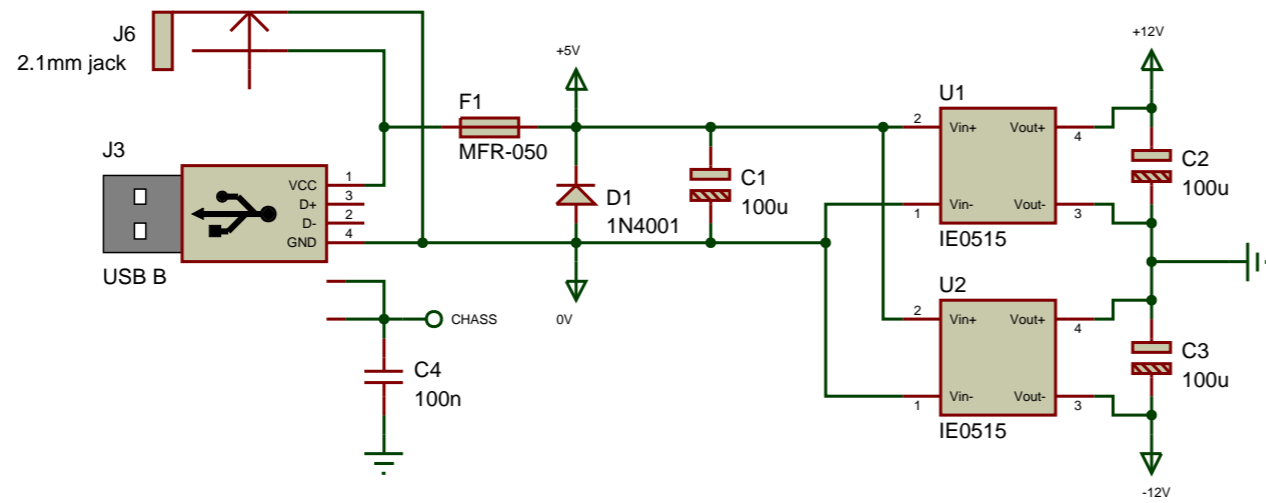 J6
2.1mm jack
J3
USB B
VCC
D+
D-
GND
1
3
2
4
CHASS
C4
100n
F1
MFR-050
+5V
D1
1N4001
0V
C1
100u
U1
2
Vin+
Vout+
4
1
Vin-
Vout-
3
IE0515
U2
2
Vin+
Vout+
4
1
Vin-
Vout-
3
IE0515
+12V
C2
100u
C3
100u
-12V